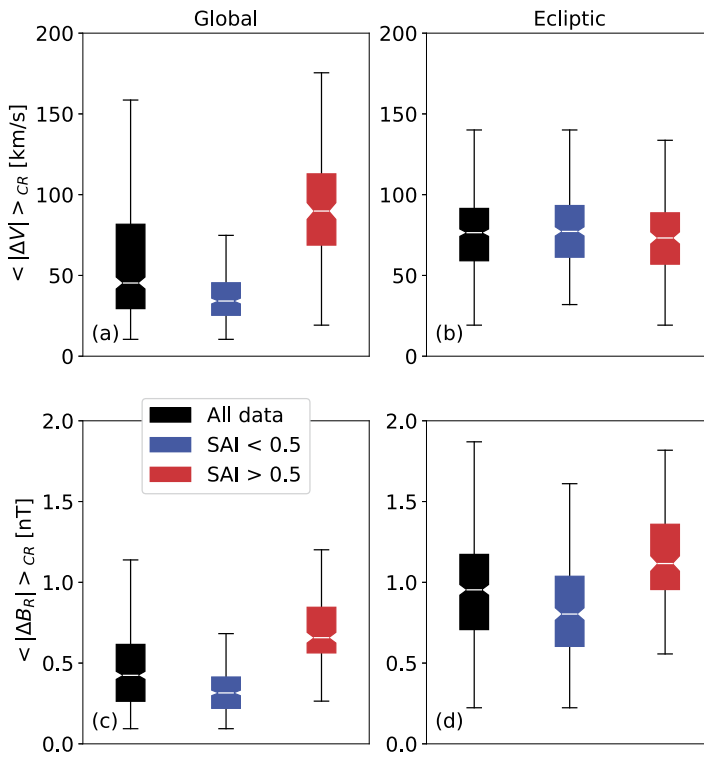 Global
Ecliptic
< |ΔV| >CR [km/s]
200
150
100
50
0
(a)
200
150
100
50
0
(b)
All data
SAI < 0.5
SAI > 0.5
< |ΔBR| >CR [nT]
2.0
1.5
1.0
0.5
0.0
(c)
2.0
1.5
1.0
0.5
0.0
(d)